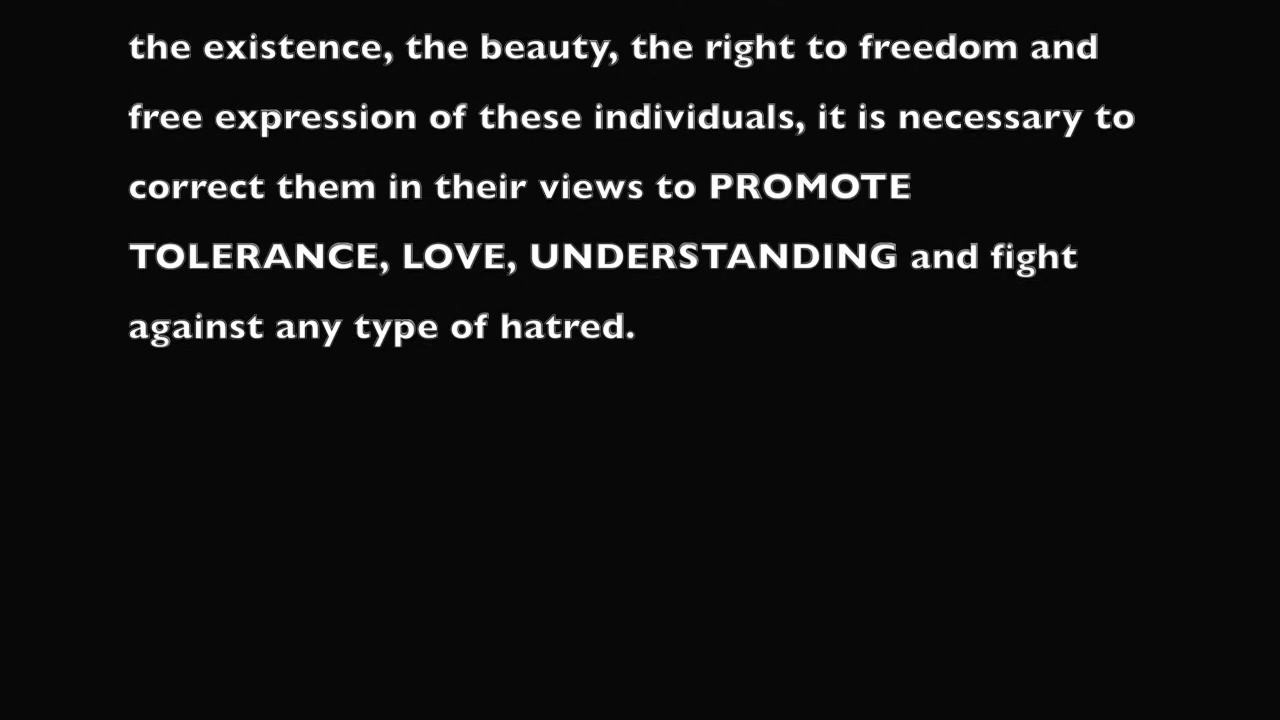 the existence, the beauty, the right to freedom and
free expression of these individuals, it is necessary to
correct them in their views to PROMOTE
TOLERANCE, LOVE, UNDERSTANDING and fight
against any type of hatred.